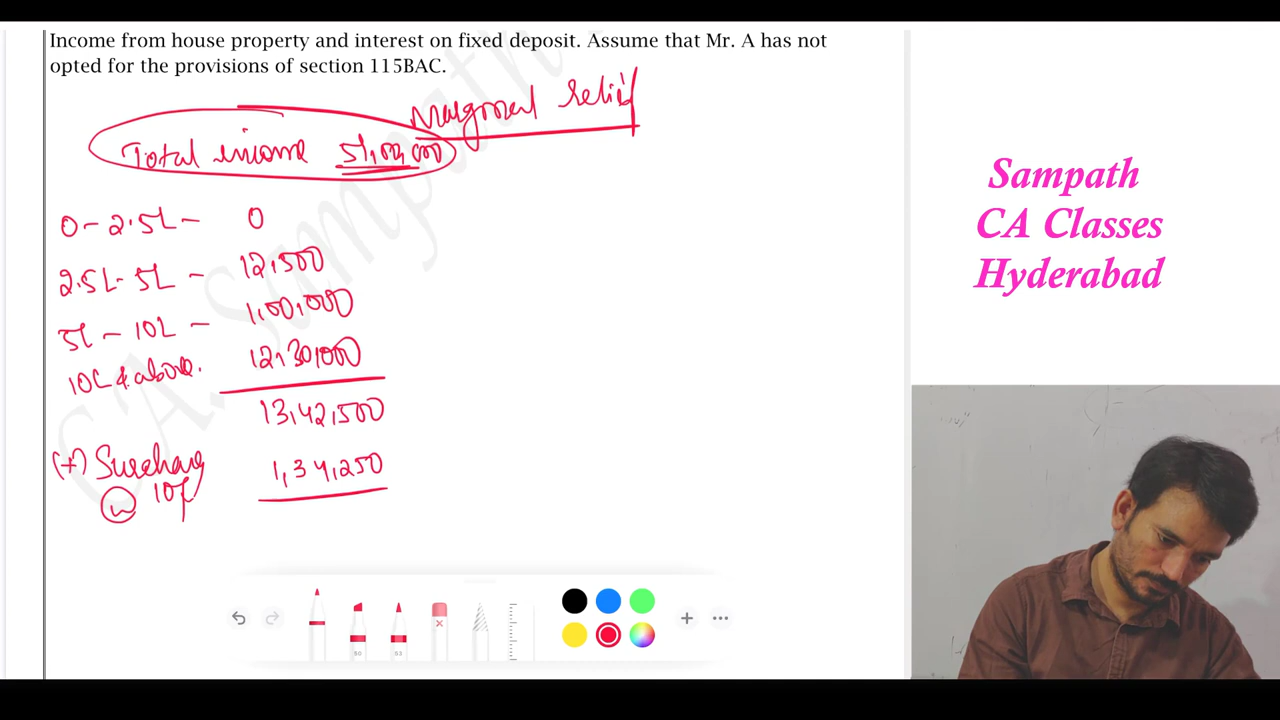 Income from house property and interest on fixed deposit. Assume that Mr. A has not
opted for the provisions of section 115BAC.
Marginal relief
Total income 51,00,000
0 - 2.5L - 0
2.5L - 5L - 12,500
5L - 10L - 1,00,000
10L & above. 12,30,000
13,42,500
(+) Surcharg 1,34,250
@ 10%
Sampath
CA Classes
Hyderabad
CA Sampath